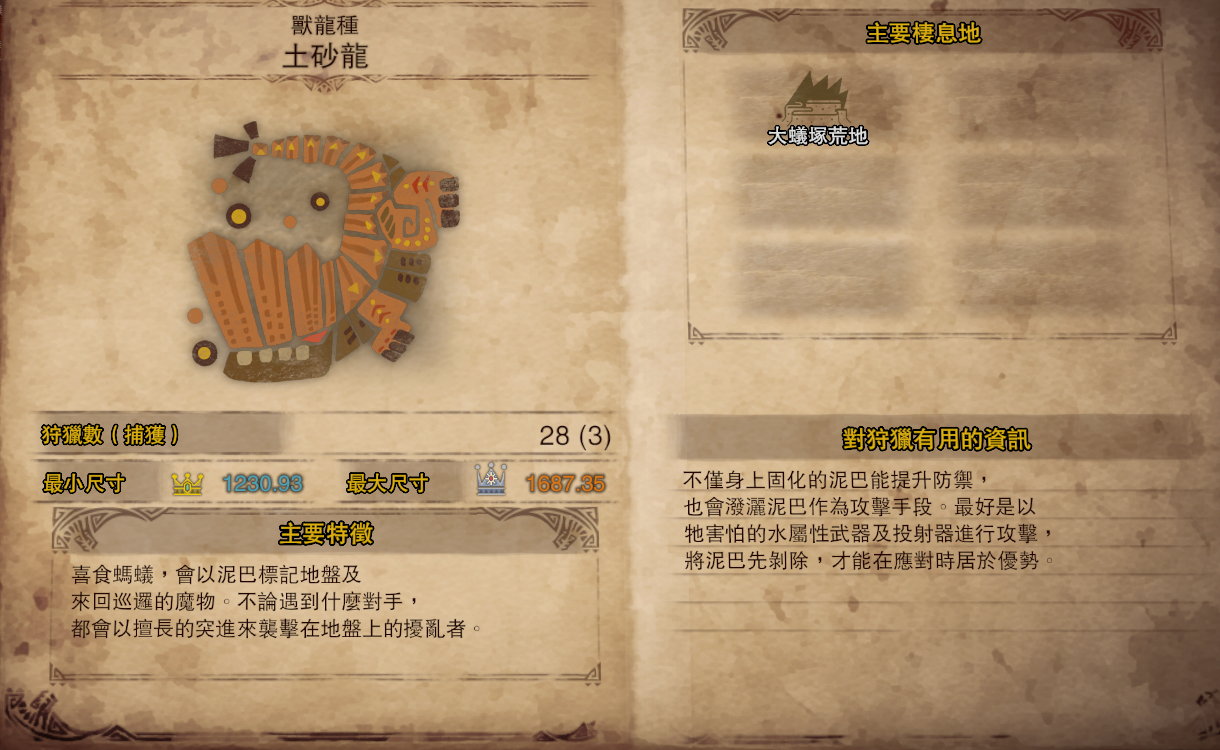 獸龍種
土砂龍
狩獵數（捕獲）
28 (3)
最小尺寸 1230.93 最大尺寸 1687.35
主要特徵
喜食螞蟻，會以泥巴標記地盤及
來回巡邏的魔物。不論遇到什麼對手，
都會以擅長的突進來襲擊在地盤上的擾亂者。
主要棲息地
大蟻塚荒地
對狩獵有用的資訊
不僅身上固化的泥巴能提升防禦，
也會潑灑泥巴作為攻擊手段。最好是以
牠害怕的水屬性武器及投射器進行攻擊，
將泥巴先剝除，才能在應對時居於優勢。